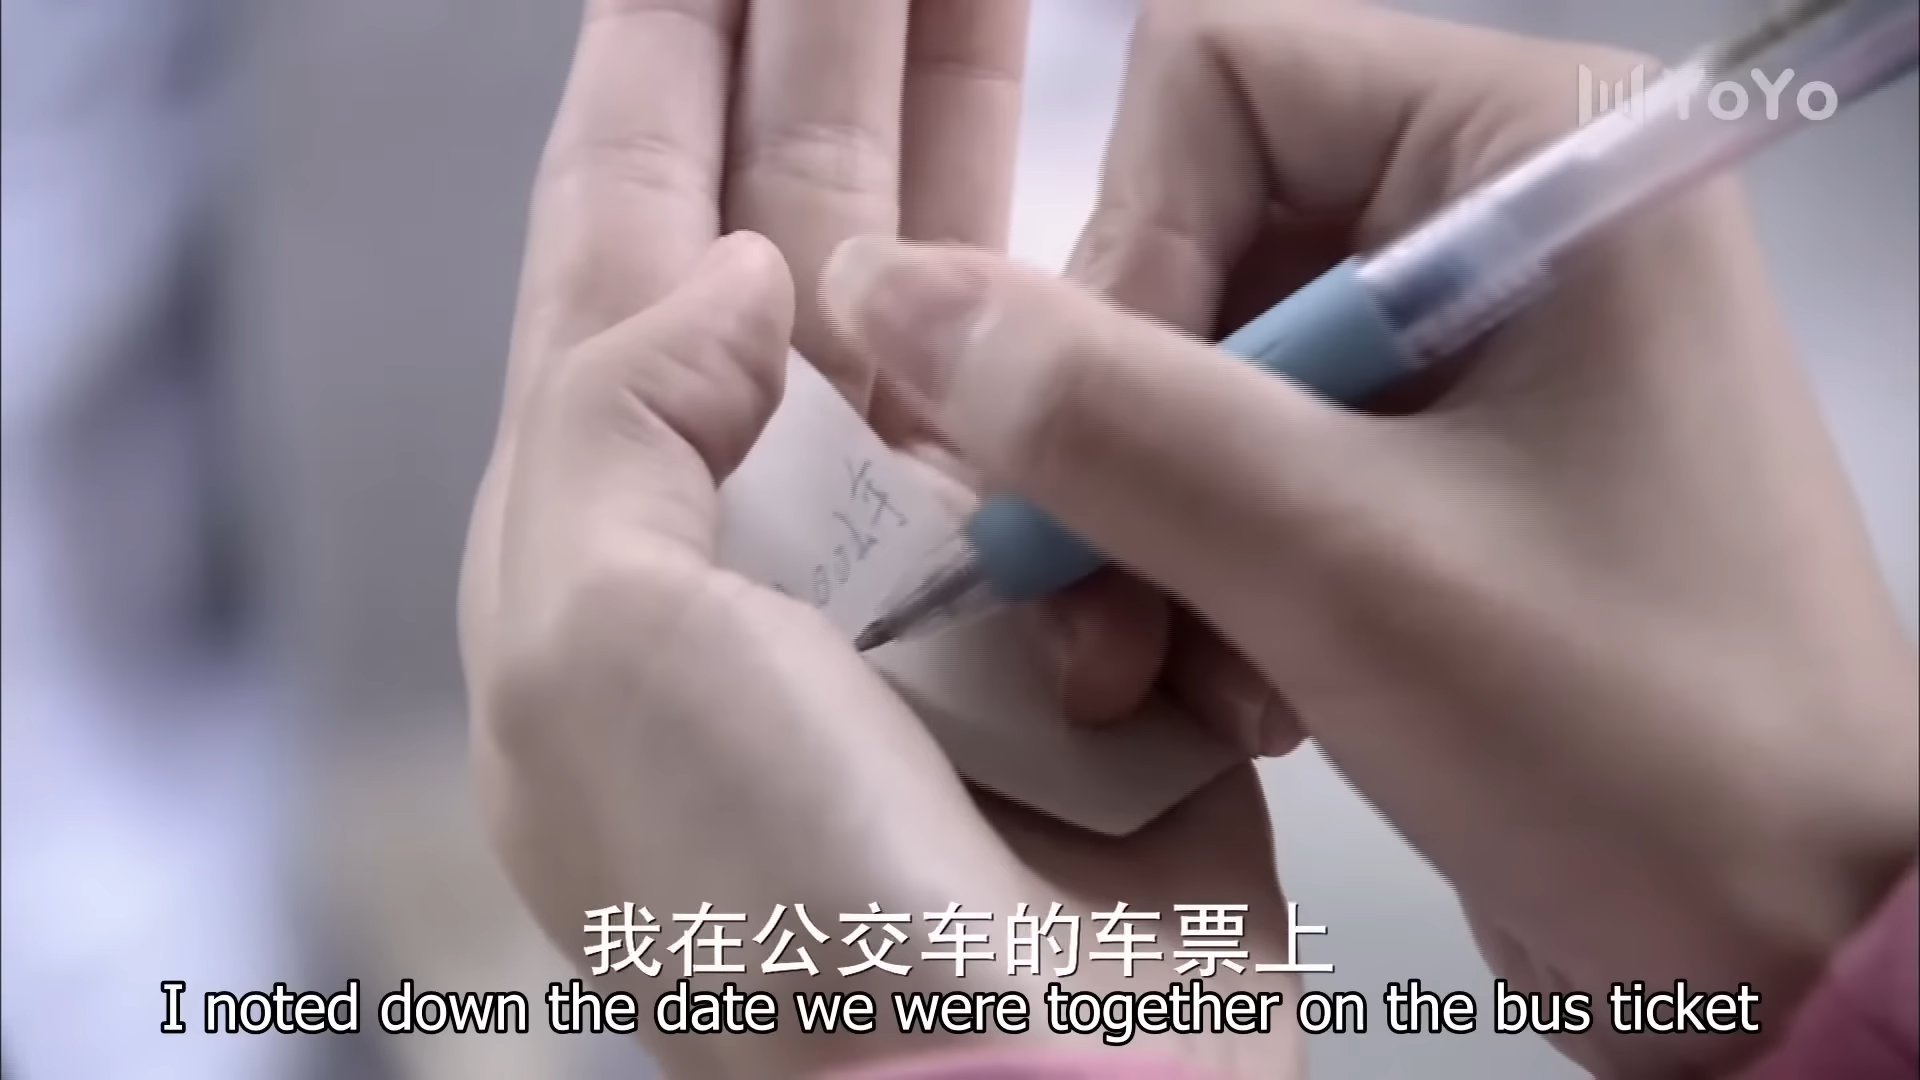 YoYo
我在公交车的车票上
I noted down the date we were together on the bus ticket